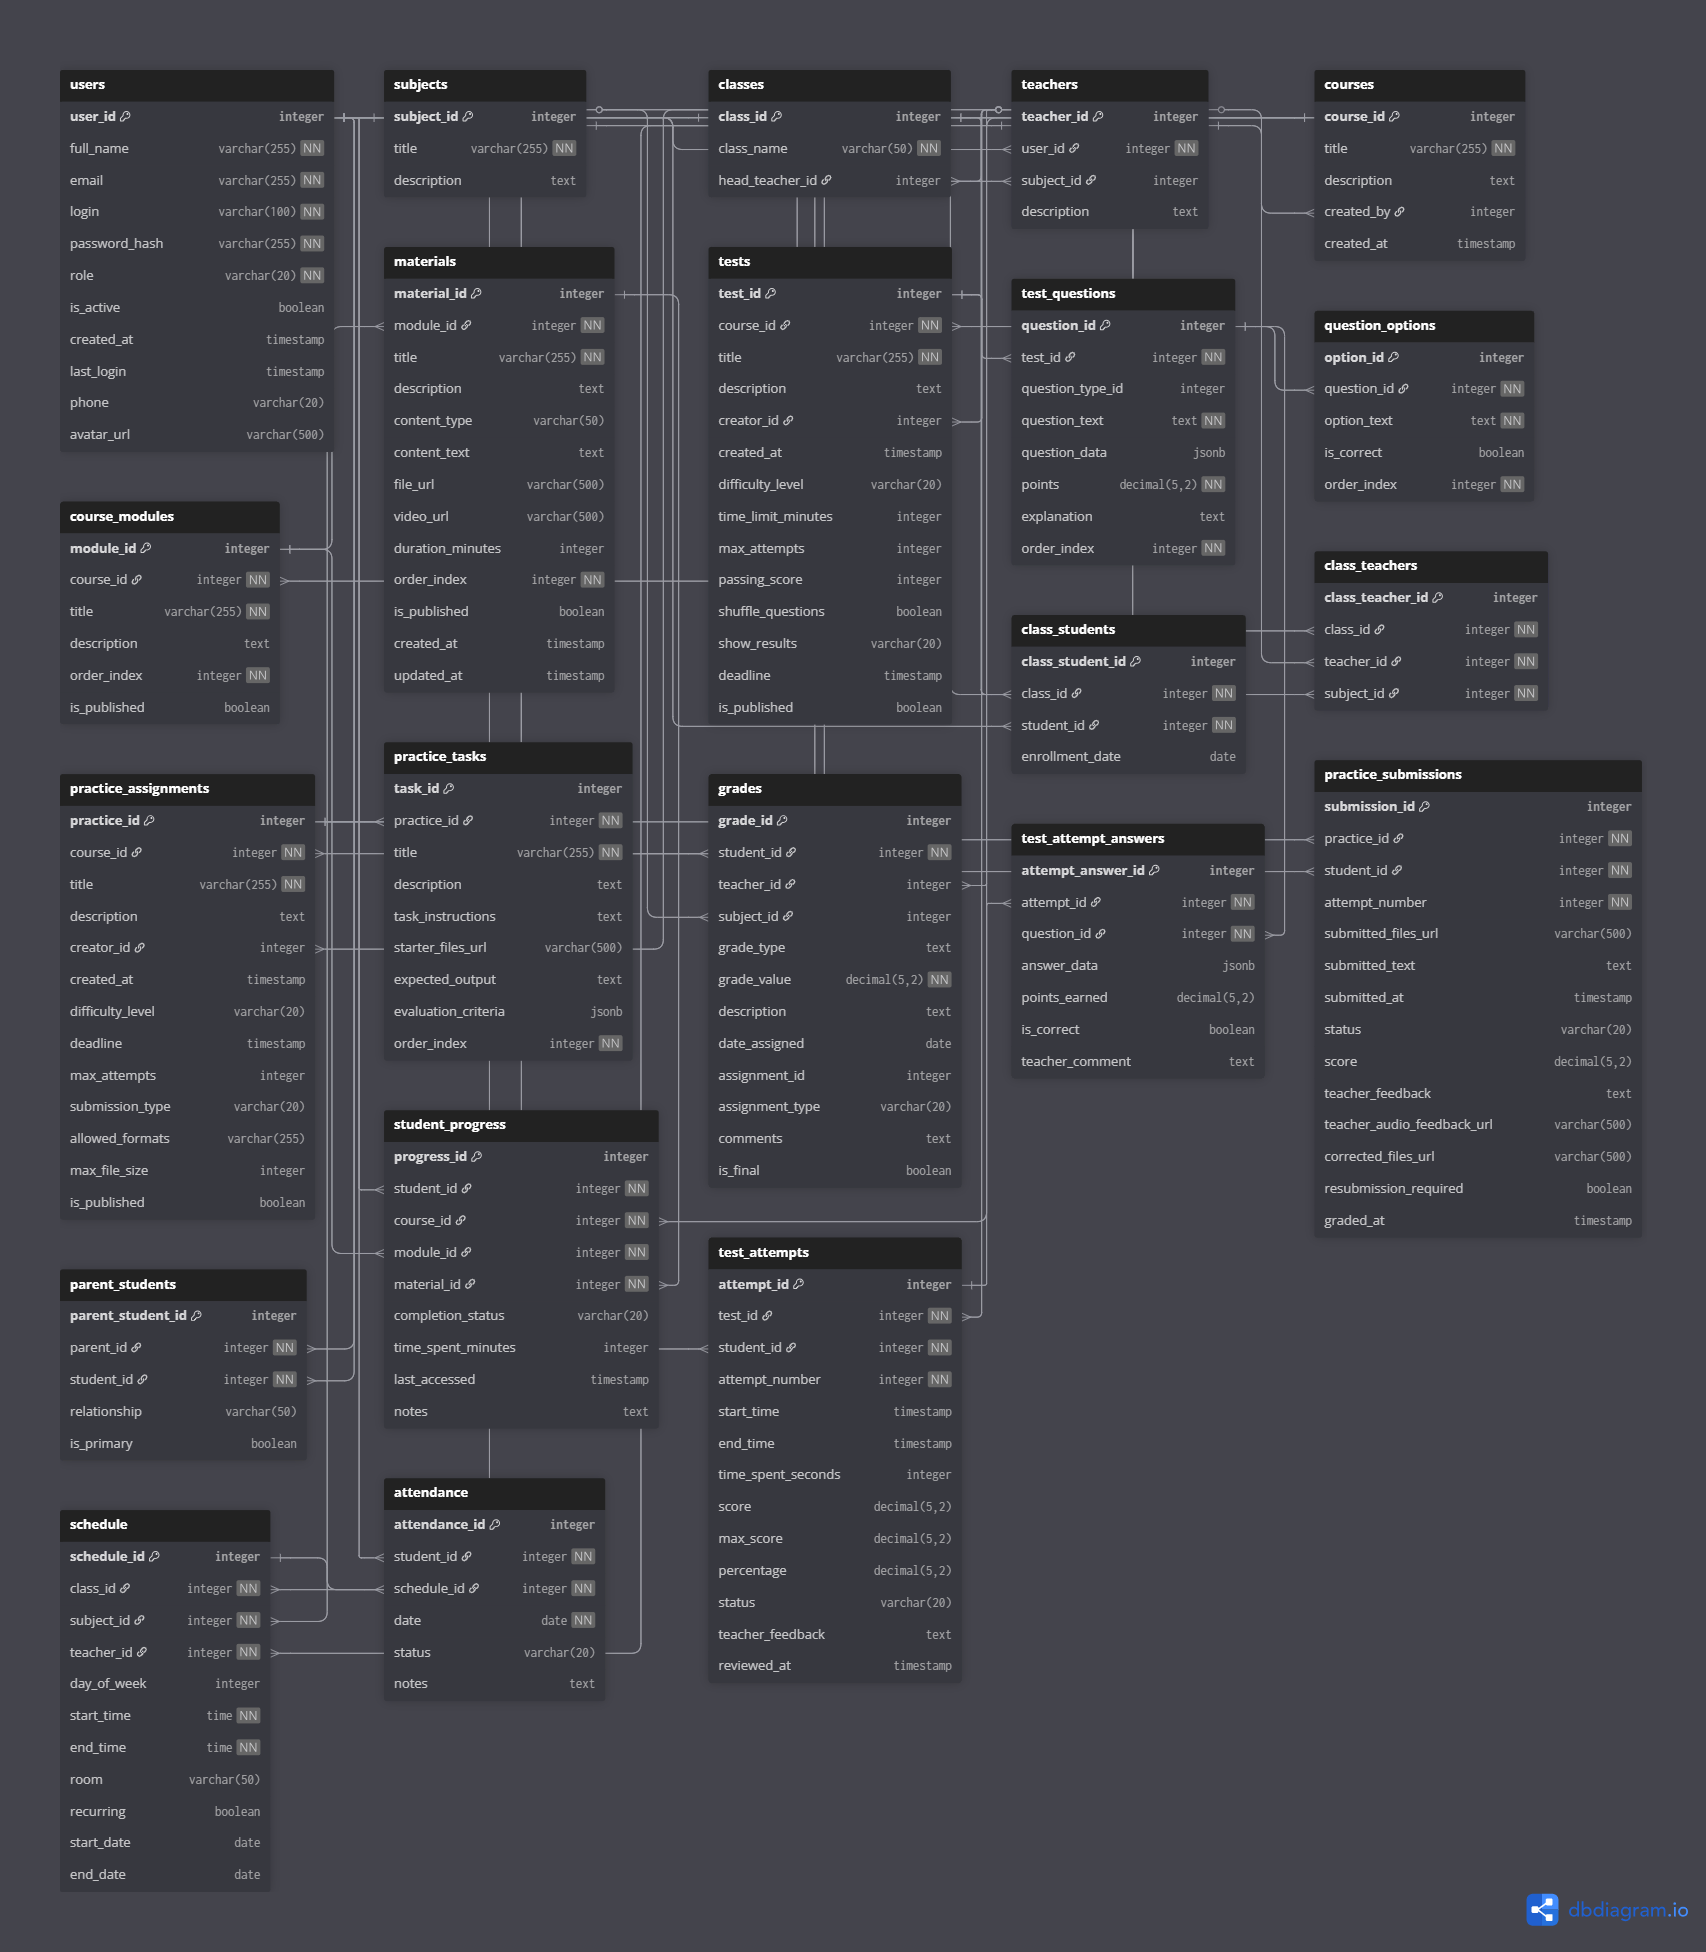 users
user_id integer
full_name varchar(255) NN
email varchar(255) NN
login varchar(100) NN
password_hash varchar(255) NN
role varchar(20) NN
is_active boolean
created_at timestamp
last_login timestamp
phone varchar(20)
avatar_url varchar(500)
subjects
subject_id integer
title varchar(255) NN
description text
classes
class_id integer
class_name varchar(50) NN
head_teacher_id integer
teachers
teacher_id integer
user_id integer NN
subject_id integer
description text
courses
course_id integer
title varchar(255) NN
description text
created_by integer
created_at timestamp
materials
material_id integer
module_id integer NN
title varchar(255) NN
description text
content_type varchar(50)
content_text text
file_url varchar(500)
video_url varchar(500)
duration_minutes integer
order_index integer NN
is_published boolean
created_at timestamp
updated_at timestamp
tests
test_id integer
course_id integer NN
title varchar(255) NN
description text
creator_id integer
created_at timestamp
difficulty_level varchar(20)
time_limit_minutes integer
max_attempts integer
passing_score integer
shuffle_questions boolean
show_results varchar(20)
deadline timestamp
is_published boolean
test_questions
question_id integer
test_id integer NN
question_type_id integer
question_text text NN
question_data jsonb
points decimal(5,2) NN
explanation text
order_index integer NN
question_options
option_id integer
question_id integer NN
option_text text NN
is_correct boolean
order_index integer NN
course_modules
module_id integer
course_id integer NN
title varchar(255) NN
description text
order_index integer NN
is_published boolean
class_students
class_student_id integer
class_id integer NN
student_id integer NN
enrollment_date date
class_teachers
class_teacher_id integer
class_id integer NN
teacher_id integer NN
subject_id integer NN
practice_assignments
practice_id integer
course_id integer NN
title varchar(255) NN
description text
creator_id integer
created_at timestamp
difficulty_level varchar(20)
deadline timestamp
max_attempts integer
submission_type varchar(20)
allowed_formats varchar(255)
max_file_size integer
is_published boolean
practice_tasks
task_id integer
practice_id integer NN
title varchar(255) NN
description text
task_instructions text
starter_files_url varchar(500)
expected_output text
evaluation_criteria jsonb
order_index integer NN
grades
grade_id integer
student_id integer NN
teacher_id integer
subject_id integer
grade_type text
grade_value decimal(5,2) NN
description text
date_assigned date
assignment_id integer
assignment_type varchar(20)
comments text
is_final boolean
test_attempt_answers
attempt_answer_id integer
attempt_id integer NN
question_id integer NN
answer_data jsonb
points_earned decimal(5,2)
is_correct boolean
teacher_comment text
practice_submissions
submission_id integer
practice_id integer NN
student_id integer NN
attempt_number integer NN
submitted_files_url varchar(500)
submitted_text text
submitted_at timestamp
status varchar(20)
score decimal(5,2)
teacher_feedback text
teacher_audio_feedback_url varchar(500)
corrected_files_url varchar(500)
resubmission_required boolean
graded_at timestamp
student_progress
progress_id integer
student_id integer NN
course_id integer NN
module_id integer NN
material_id integer NN
completion_status varchar(20)
time_spent_minutes integer
last_accessed timestamp
notes text
parent_students
parent_student_id integer
parent_id integer NN
student_id integer NN
relationship varchar(50)
is_primary boolean
test_attempts
attempt_id integer
test_id integer NN
student_id integer NN
attempt_number integer NN
start_time timestamp
end_time timestamp
time_spent_seconds integer
score decimal(5,2)
max_score decimal(5,2)
percentage decimal(5,2)
status varchar(20)
teacher_feedback text
reviewed_at timestamp
schedule
schedule_id integer
class_id integer NN
subject_id integer NN
teacher_id integer NN
day_of_week integer
start_time time NN
end_time time NN
room varchar(50)
recurring boolean
start_date date
end_date date
attendance
attendance_id integer
student_id integer NN
schedule_id integer NN
date date NN
status varchar(20)
notes text
dbdiagram.io